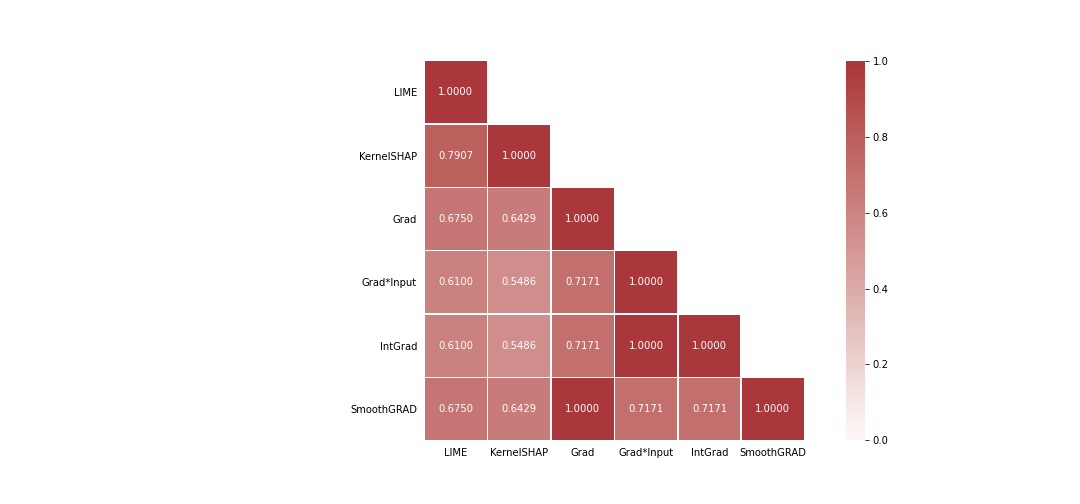 LIME 1.0000
KernelSHAP 0.7907 1.0000
Grad 0.6750 0.6429 1.0000
Grad*Input 0.6100 0.5486 0.7171 1.0000
IntGrad 0.6100 0.5486 0.7171 1.0000 1.0000
SmoothGRAD 0.6750 0.6429 1.0000 0.7171 0.7171 1.0000
LIME KernelSHAP Grad Grad*Input IntGrad SmoothGRAD
1.0
0.8
0.6
0.4
0.2
0.0